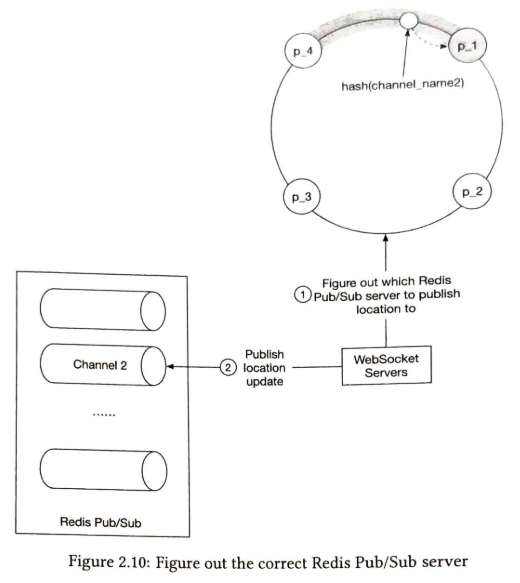 p_4
p_1
hash(channel_name2)
p_3
p_2
1
Figure out which Redis
Pub/Sub server to publish
location to
Channel 2
2
Publish
location
update
WebSocket
Servers
......
Redis Pub/Sub
Figure 2.10: Figure out the correct Redis Pub/Sub server